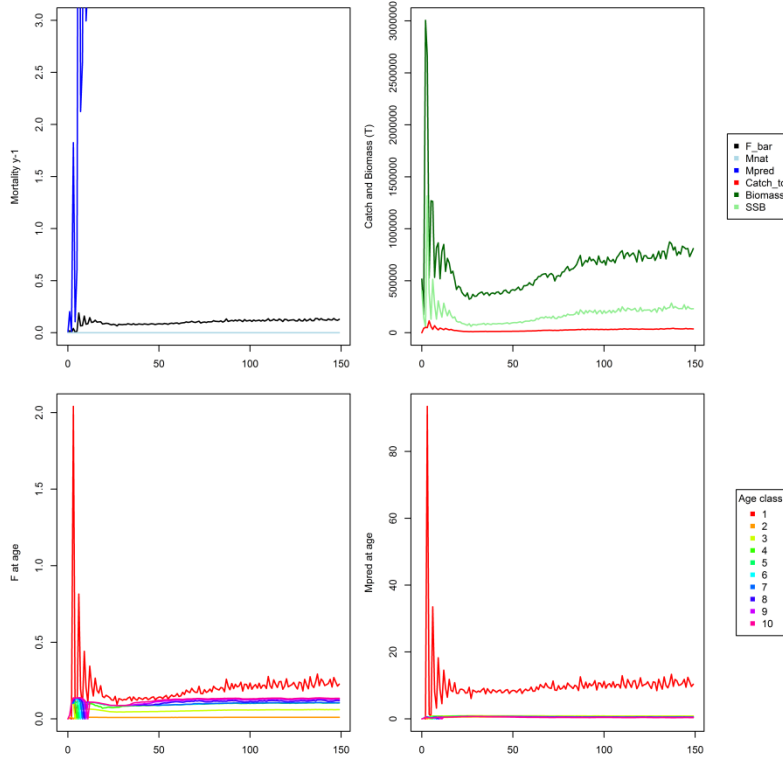 Mortality y-1
0.0 0.5 1.0 1.5 2.0 2.5 3.0
0 50 100 150
Catch and Biomass (T)
0 500000 1000000 1500000 2000000 2500000 3000000
0 50 100 150
F_bar
Mnat
Mpred
Catch_to
Biomass
SSB
F at age
0.0 0.5 1.0 1.5 2.0
0 50 100 150
Mpred at age
0 20 40 60 80
0 50 100 150
Age class
1
2
3
4
5
6
7
8
9
10